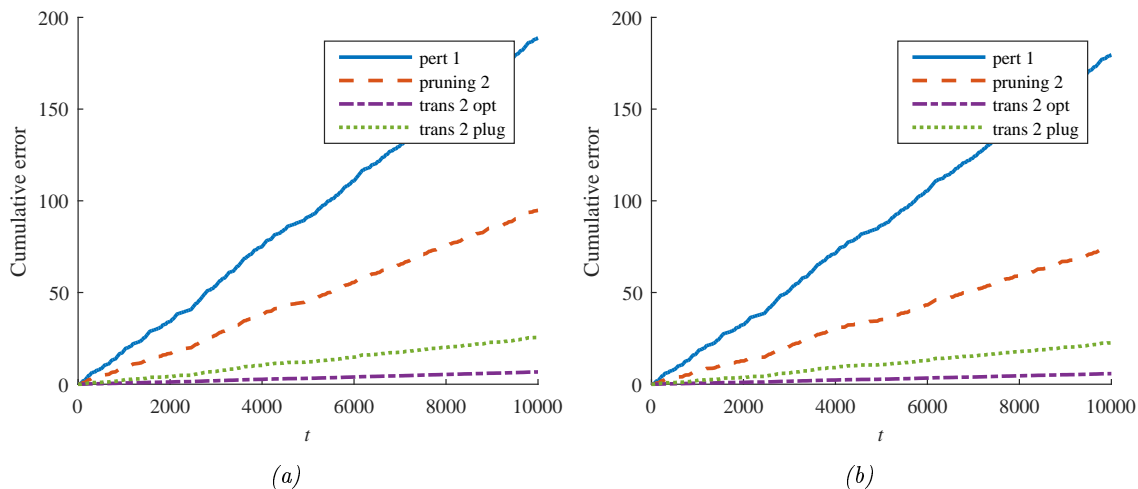 200
150
100
50
0
Cumulative error
pert 1
pruning 2
trans 2 opt
trans 2 plug
0 2000 4000 6000 8000 10000
t
(a)
200
150
100
50
0
Cumulative error
pert 1
pruning 2
trans 2 opt
trans 2 plug
0 2000 4000 6000 8000 10000
t
(b)